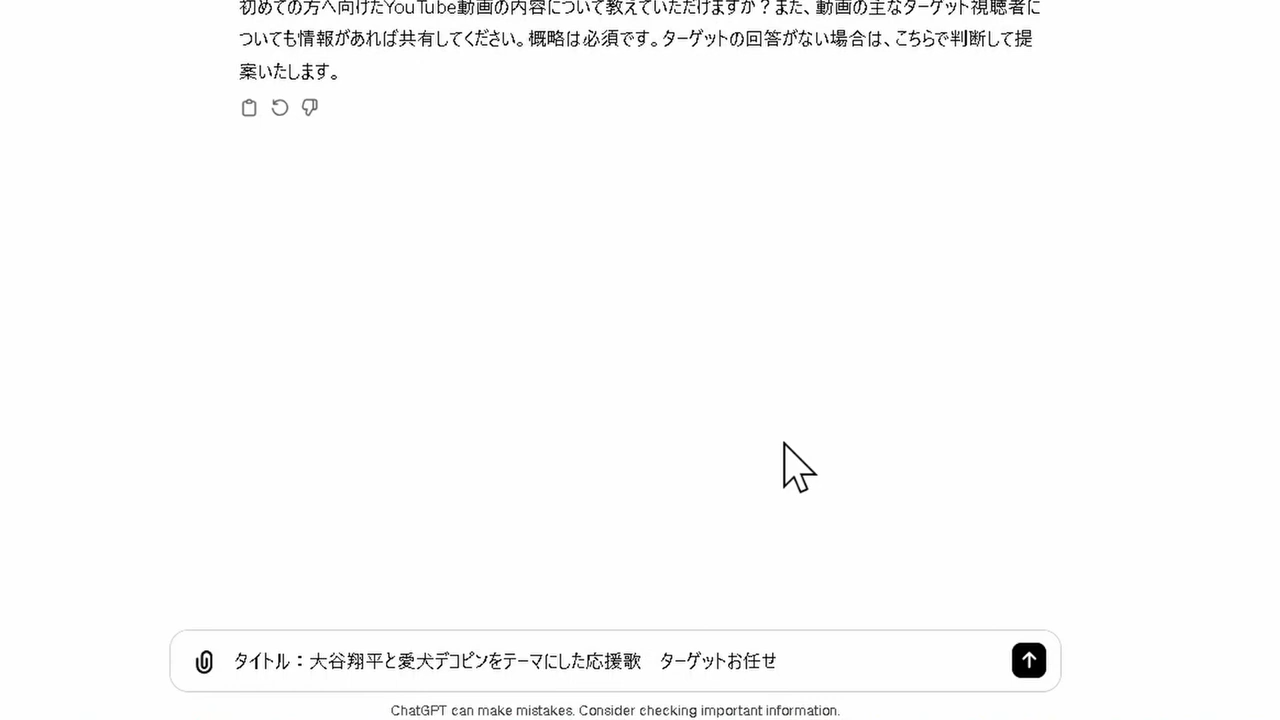 初めての方へ向けたYouTube動画の内容について教えていただけますか？また、動画の主なターゲット視聴者に
ついても情報があれば共有してください。概略は必須です。ターゲットの回答がない場合は、こちらで判断して提
案いたします。
タイトル：大谷翔平と愛犬デコピンをテーマにした応援歌　ターゲットお任せ
ChatGPT can make mistakes. Consider checking important information.